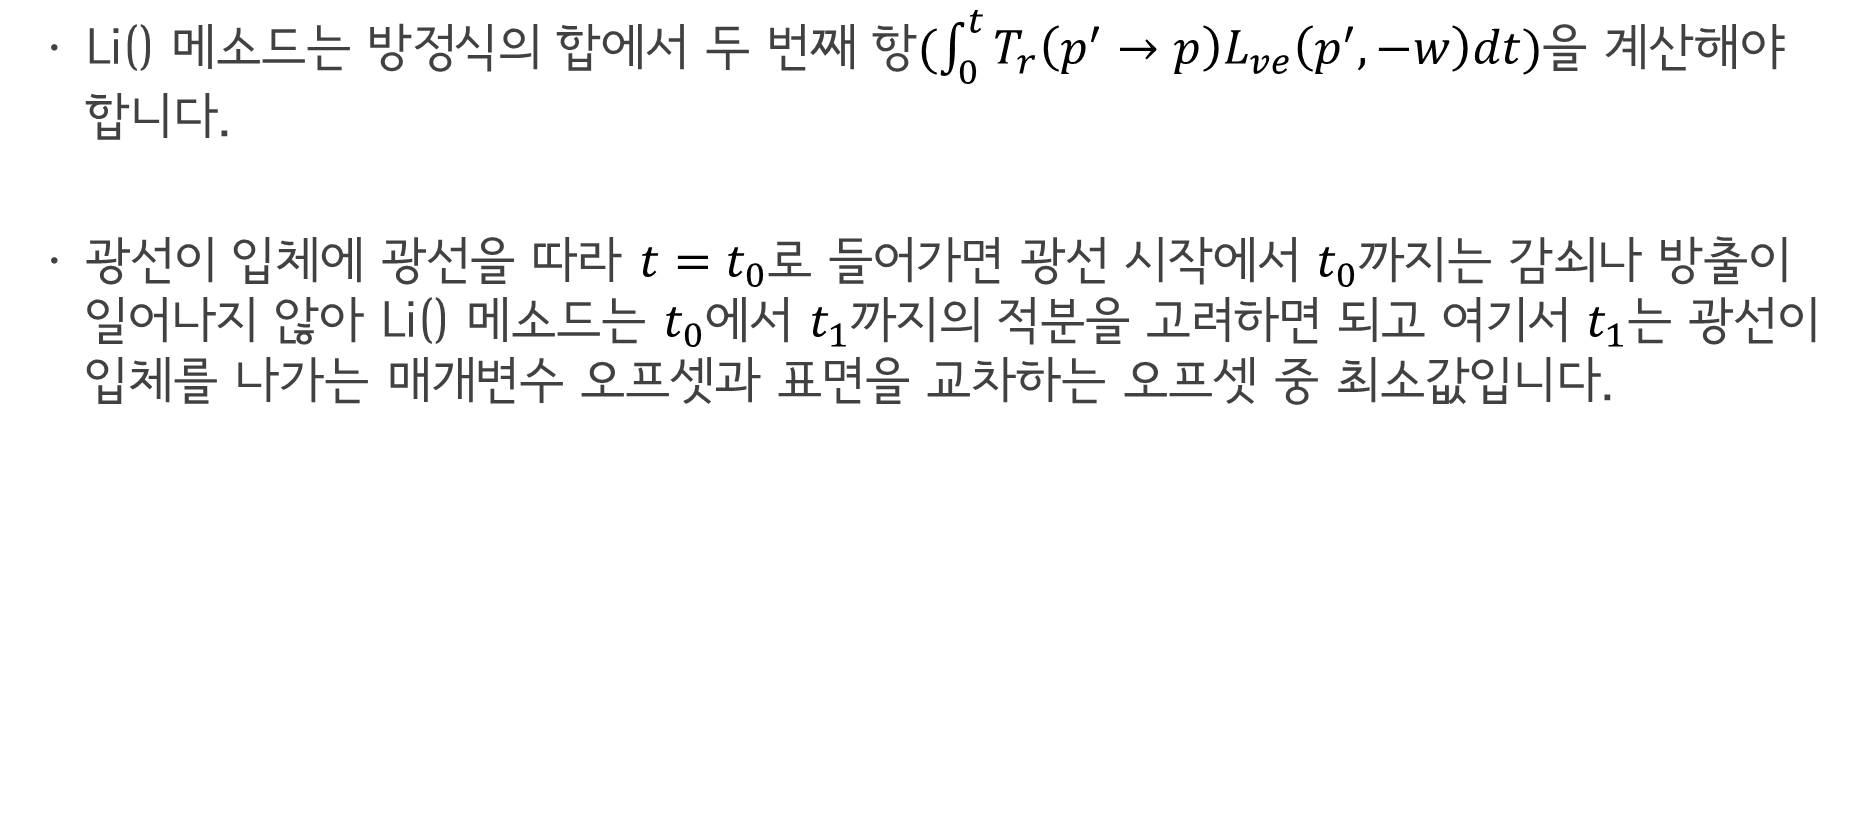 · Li() 메소드는 방정식의 합에서 두 번째 항(∫₀ᵗ Tᵣ(p′ → p)Lᵥₑ(p′, −w)dt)을 계산해야
합니다.
· 광선이 입체에 광선을 따라 t = t₀로 들어가면 광선 시작에서 t₀까지는 감쇠나 방출이
일어나지 않아 Li() 메소드는 t₀에서 t₁까지의 적분을 고려하면 되고 여기서 t₁는 광선이
입체를 나가는 매개변수 오프셋과 표면을 교차하는 오프셋 중 최소값입니다.